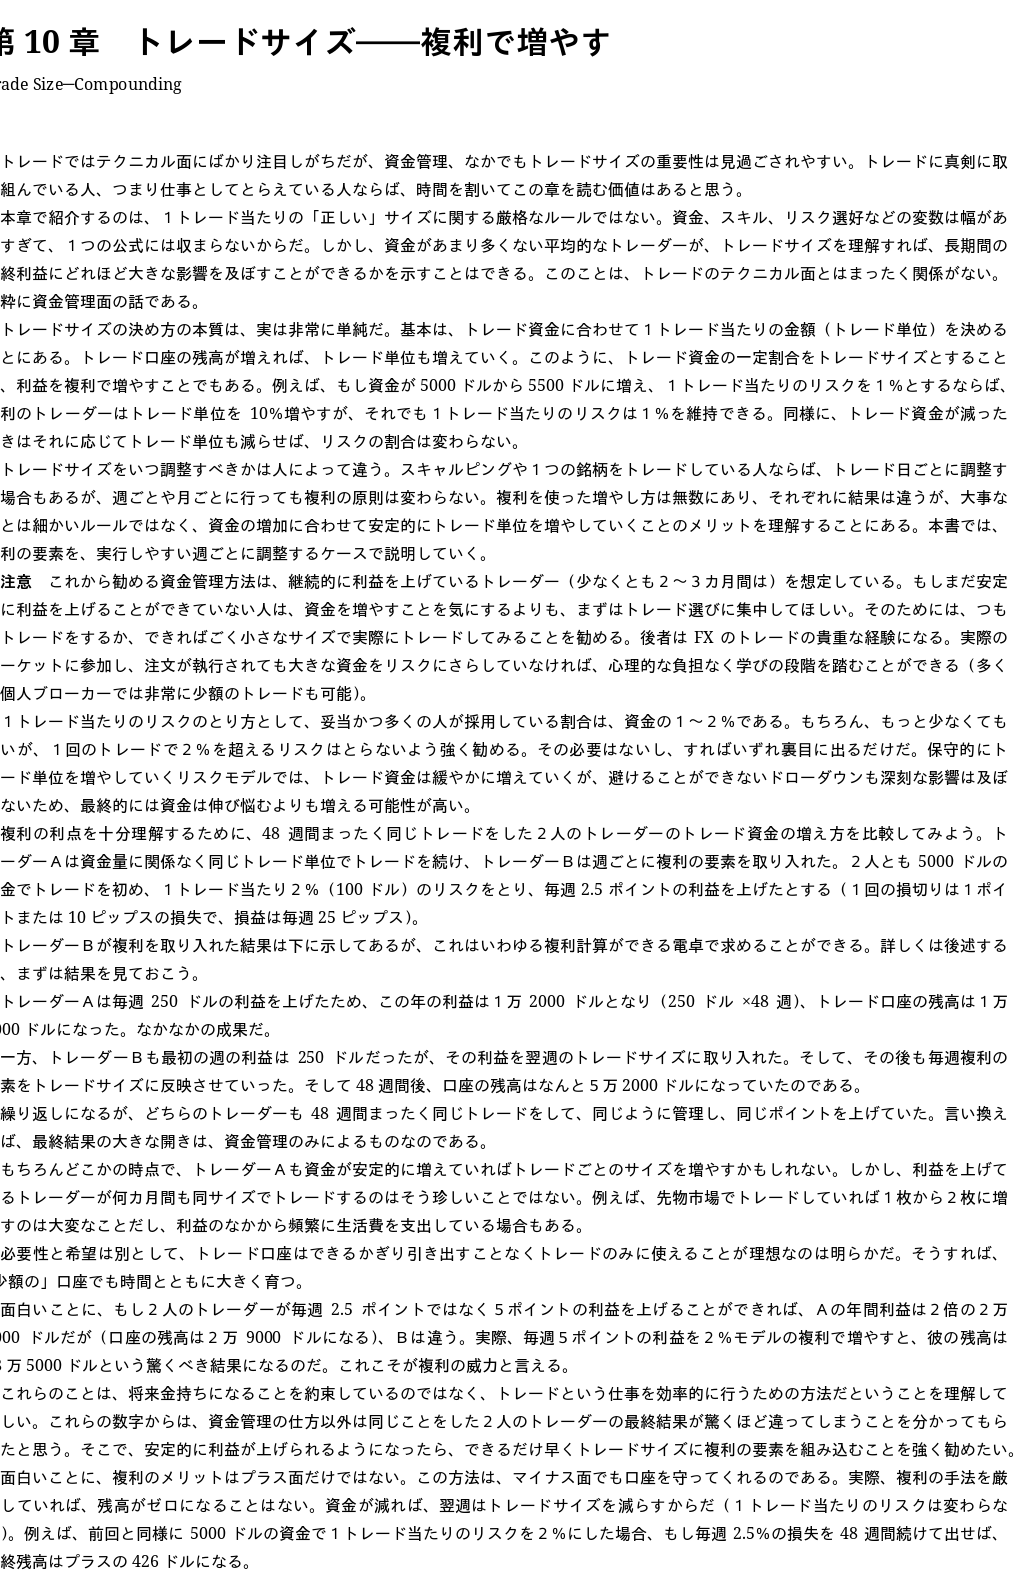 第 10 章　トレードサイズ――複利で増やす
rade Size─Compounding
トレードではテクニカル面にばかり注目しがちだが、資金管理、なかでもトレードサイズの重要性は見過ごされやすい。トレードに真剣に取
組んでいる人、つまり仕事としてとらえている人ならば、時間を割いてこの章を読む価値はあると思う。
本章で紹介するのは、１トレード当たりの「正しい」サイズに関する厳格なルールではない。資金、スキル、リスク選好などの変数は幅があ
すぎて、１つの公式には収まらないからだ。しかし、資金があまり多くない平均的なトレーダーが、トレードサイズを理解すれば、長期間の
終利益にどれほど大きな影響を及ぼすことができるかを示すことはできる。このことは、トレードのテクニカル面とはまったく関係がない。
粋に資金管理面の話である。
トレードサイズの決め方の本質は、実は非常に単純だ。基本は、トレード資金に合わせて１トレード当たりの金額（トレード単位）を決める
とにある。トレード口座の残高が増えれば、トレード単位も増えていく。このように、トレード資金の一定割合をトレードサイズとすること
、利益を複利で増やすことでもある。例えば、もし資金が 5000 ドルから 5500 ドルに増え、１トレード当たりのリスクを１％とするならば、
利のトレーダーはトレード単位を 10％増やすが、それでも１トレード当たりのリスクは１％を維持できる。同様に、トレード資金が減った
きはそれに応じてトレード単位も減らせば、リスクの割合は変わらない。
トレードサイズをいつ調整すべきかは人によって違う。スキャルピングや１つの銘柄をトレードしている人ならば、トレード日ごとに調整す
場合もあるが、週ごとや月ごとに行っても複利の原則は変わらない。複利を使った増やし方は無数にあり、それぞれに結果は違うが、大事な
とは細かいルールではなく、資金の増加に合わせて安定的にトレード単位を増やしていくことのメリットを理解することにある。本書では、
利の要素を、実行しやすい週ごとに調整するケースで説明していく。
注意　これから勧める資金管理方法は、継続的に利益を上げているトレーダー（少なくとも２～３カ月間は）を想定している。もしまだ安定
に利益を上げることができていない人は、資金を増やすことを気にするよりも、まずはトレード選びに集中してほしい。そのためには、つも
トレードをするか、できればごく小さなサイズで実際にトレードしてみることを勧める。後者は FX のトレードの貴重な経験になる。実際の
ーケットに参加し、注文が執行されても大きな資金をリスクにさらしていなければ、心理的な負担なく学びの段階を踏むことができる（多く
個人ブローカーでは非常に少額のトレードも可能）。
１トレード当たりのリスクのとり方として、妥当かつ多くの人が採用している割合は、資金の１～２％である。もちろん、もっと少なくても
いが、１回のトレードで２％を超えるリスクはとらないよう強く勧める。その必要はないし、すればいずれ裏目に出るだけだ。保守的にト
ード単位を増やしていくリスクモデルでは、トレード資金は緩やかに増えていくが、避けることができないドローダウンも深刻な影響は及ぼ
ないため、最終的には資金は伸び悩むよりも増える可能性が高い。
複利の利点を十分理解するために、48 週間まったく同じトレードをした２人のトレーダーのトレード資金の増え方を比較してみよう。ト
ーダーＡは資金量に関係なく同じトレード単位でトレードを続け、トレーダーＢは週ごとに複利の要素を取り入れた。２人とも 5000 ドルの
金でトレードを初め、１トレード当たり２％（100 ドル）のリスクをとり、毎週 2.5 ポイントの利益を上げたとする（１回の損切りは１ポイ
トまたは 10 ピップスの損失で、損益は毎週 25 ピップス）。
トレーダーＢが複利を取り入れた結果は下に示してあるが、これはいわゆる複利計算ができる電卓で求めることができる。詳しくは後述する
、まずは結果を見ておこう。
トレーダーＡは毎週 250 ドルの利益を上げたため、この年の利益は１万 2000 ドルとなり（250 ドル ×48 週）、トレード口座の残高は１万
000 ドルになった。なかなかの成果だ。
一方、トレーダーＢも最初の週の利益は 250 ドルだったが、その利益を翌週のトレードサイズに取り入れた。そして、その後も毎週複利の
素をトレードサイズに反映させていった。そして 48 週間後、口座の残高はなんと５万 2000 ドルになっていたのである。
繰り返しになるが、どちらのトレーダーも 48 週間まったく同じトレードをして、同じように管理し、同じポイントを上げていた。言い換え
ば、最終結果の大きな開きは、資金管理のみによるものなのである。
もちろんどこかの時点で、トレーダーＡも資金が安定的に増えていればトレードごとのサイズを増やすかもしれない。しかし、利益を上げて
るトレーダーが何カ月間も同サイズでトレードするのはそう珍しいことではない。例えば、先物市場でトレードしていれば１枚から２枚に増
すのは大変なことだし、利益のなかから頻繁に生活費を支出している場合もある。
必要性と希望は別として、トレード口座はできるかぎり引き出すことなくトレードのみに使えることが理想なのは明らかだ。そうすれば、
少額の」口座でも時間とともに大きく育つ。
面白いことに、もし２人のトレーダーが毎週 2.5 ポイントではなく５ポイントの利益を上げることができれば、Ａの年間利益は２倍の２万
000 ドルだが（口座の残高は２万 9000 ドルになる）、Ｂは違う。実際、毎週５ポイントの利益を２％モデルの複利で増やすと、彼の残高は
万 5000 ドルという驚くべき結果になるのだ。これこそが複利の威力と言える。
これらのことは、将来金持ちになることを約束しているのではなく、トレードという仕事を効率的に行うための方法だということを理解して
しい。これらの数字からは、資金管理の仕方以外は同じことをした２人のトレーダーの最終結果が驚くほど違ってしまうことを分かってもら
たと思う。そこで、安定的に利益が上げられるようになったら、できるだけ早くトレードサイズに複利の要素を組み込むことを強く勧めたい。
面白いことに、複利のメリットはプラス面だけではない。この方法は、マイナス面でも口座を守ってくれるのである。実際、複利の手法を厳
していれば、残高がゼロになることはない。資金が減れば、翌週はトレードサイズを減らすからだ（１トレード当たりのリスクは変わらな
）。例えば、前回と同様に 5000 ドルの資金で１トレード当たりのリスクを２％にした場合、もし毎週 2.5％の損失を 48 週間続けて出せば、
終残高はプラスの 426 ドルになる。